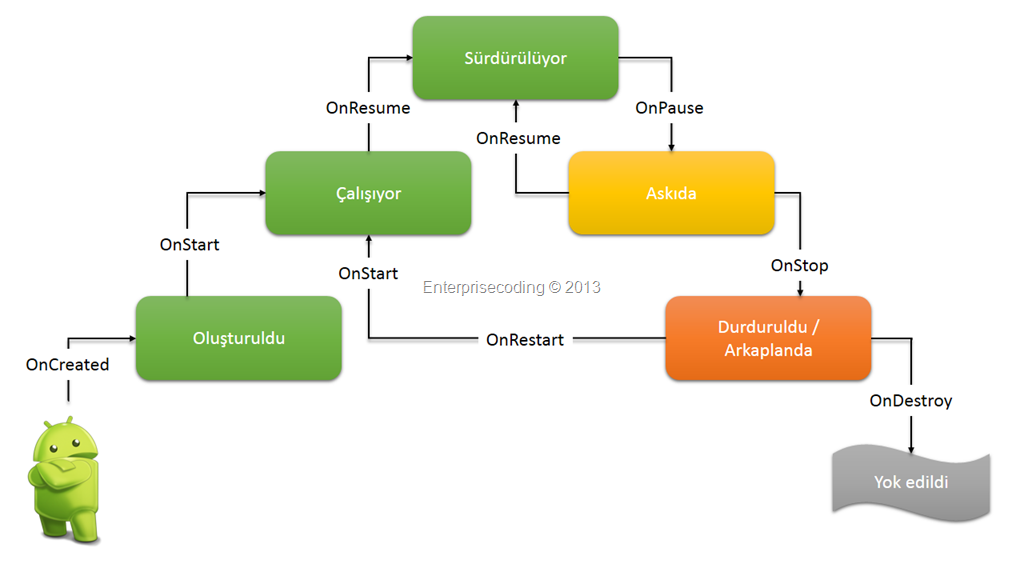 Sürdürülüyor
OnResume
OnPause
OnResume
Çalışıyor
Askıda
OnStart
OnStart
OnStop
Enterprisecoding © 2013
Oluşturuldu
OnRestart
Durduruldu /
Arkaplanda
OnCreated
OnDestroy
Yok edildi